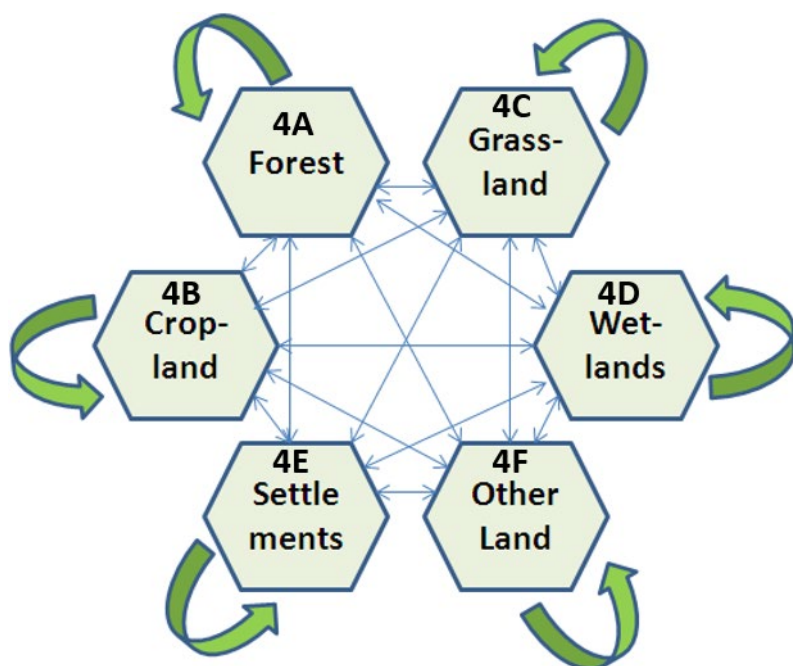 4A
Forest
4C
Grass-
land
4B
Crop-
land
4D
Wet-
lands
4E
Settle
ments
4F
Other
Land